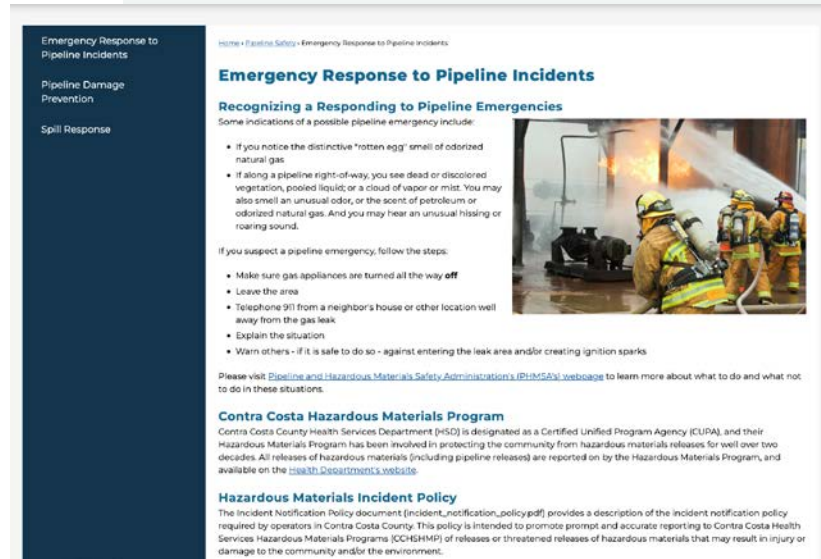 Emergency Response to
Pipeline Incidents
Pipeline Damage
Prevention
Spill Response
Home › Pipeline Safety › Emergency Response to Pipeline Incidents
Emergency Response to Pipeline Incidents
Recognizing a Responding to Pipeline Emergencies
Some indications of a possible pipeline emergency include:
• If you notice the distinctive "rotten egg" smell of odorized
natural gas
• If along a pipeline right-of-way, you see dead or discolored
vegetation, pooled liquid; or a cloud of vapor or mist. You may
also smell an unusual odor, or the scent of petroleum or
odorized natural gas. And you may hear an unusual hissing or
roaring sound.
If you suspect a pipeline emergency, follow the steps:
• Make sure gas appliances are turned all the way off
• Leave the area
• Telephone 911 from a neighbor's house or other location well
away from the gas leak
• Explain the situation
• Warn others - if it is safe to do so - against entering the leak area and/or creating ignition sparks
Please visit Pipeline and Hazardous Materials Safety Administration's (PHMSA's) webpage to learn more about what to do and what not
to do in these situations.
Contra Costa Hazardous Materials Program
Contra Costa County Health Services Department (HSD) is designated as a Certified Unified Program Agency (CUPA), and their
Hazardous Materials Program has been involved in protecting the community from hazardous materials releases for well over two
decades. All releases of hazardous materials (including pipeline releases) are reported on by the Hazardous Materials Program, and
available on the Health Department's website.
Hazardous Materials Incident Policy
The Incident Notification Policy document (incident_notification_policy.pdf) provides a description of the incident notification policy
required by operators in Contra Costa County. This policy is intended to promote prompt and accurate reporting to Contra Costa Health
Services Hazardous Materials Programs (CCHSHMP) of releases or threatened releases of hazardous materials that may result in injury or
damage to the community and/or the environment.